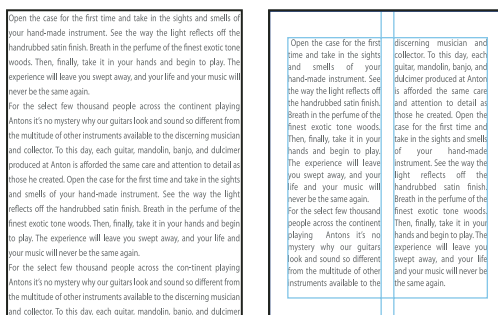 Open the case for the first time and take in the sights and smells of
your hand-made instrument. See the way the light reflects off the
handrubbed satin finish. Breath in the perfume of the finest exotic tone
woods. Then, finally, take it in your hands and begin to play. The
experience will leave you swept away, and your life and your music will
never be the same again.
For the select few thousand people across the continent playing
Antons it's no mystery why our guitars look and sound so different from
the multitude of other instruments available to the discerning musician
and collector. To this day, each guitar, mandolin, banjo, and dulcimer
produced at Anton is afforded the same care and attention to detail as
those he created. Open the case for the first time and take in the sights
and smells of your hand-made instrument. See the way the light
reflects off the handrubbed satin finish. Breath in the perfume of the
finest exotic tone woods. Then, finally, take it in your hands and begin
to play. The experience will leave you swept away, and your life and
your music will never be the same again.
For the select few thousand people across the con-tinent playing
Antons it's no mystery why our guitars look and sound so different from
the multitude of other instruments available to the discerning musician
and collector. To this day, each guitar, mandolin, banjo, and dulcimer
Open the case for the first
time and take in the sights
and smells of your
hand-made instrument. See
the way the light reflects off
the handrubbed satin finish.
Breath in the perfume of the
finest exotic tone woods.
Then, finally, take it in your
hands and begin to play.
The experience will leave
you swept away, and your
life and your music will
never be the same again.
For the select few thousand
people across the continent
playing Antons it's no
mystery why our guitars
look and sound so different
from the multitude of other
instruments available to the
discerning musician and
collector. To this day, each
guitar, mandolin, banjo, and
dulcimer produced at Anton
is afforded the same care
and attention to detail as
those he created. Open the
case for the first time and
take in the sights and smells
of your hand-made
instrument. See the way the
light reflects off the
handrubbed satin finish.
Breath in the perfume of the
finest exotic tone woods.
Then, finally, take it in your
hands and begin to play. The
experience will leave you
swept away, and your life
and your music will never be
the same again.